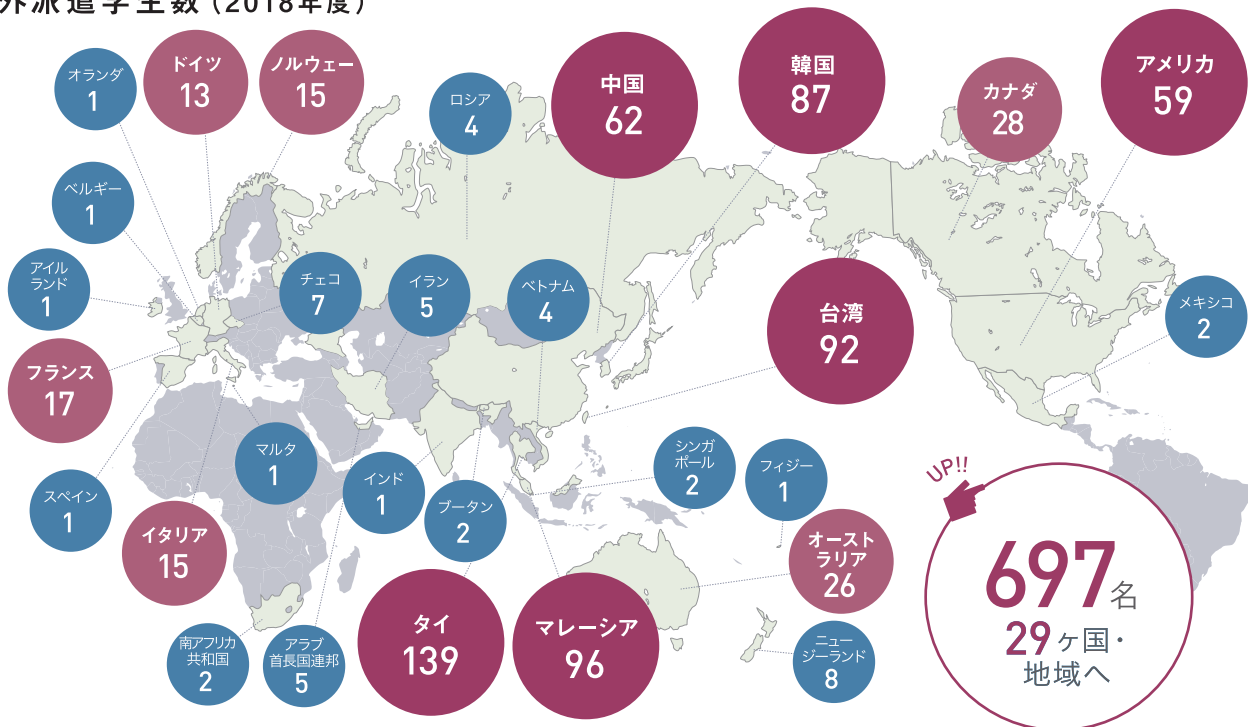 外派遣学生数（2018年度）
オランダ
1
ドイツ
13
ノルウェー
15
ロシア
4
中国
62
韓国
87
カナダ
28
アメリカ
59
ベルギー
1
アイル
ランド
1
チェコ
7
イラン
5
ベトナム
4
台湾
92
メキシコ
2
フランス
17
マルタ
1
インド
1
ブータン
2
シンガ
ポール
2
フィジー
1
スペイン
1
イタリア
15
オースト
ラリア
26
南アフリカ
共和国
2
アラブ
首長国連邦
5
タイ
139
マレーシア
96
ニュー
ジーランド
8
UP!!
697名
29ヶ国・
地域へ